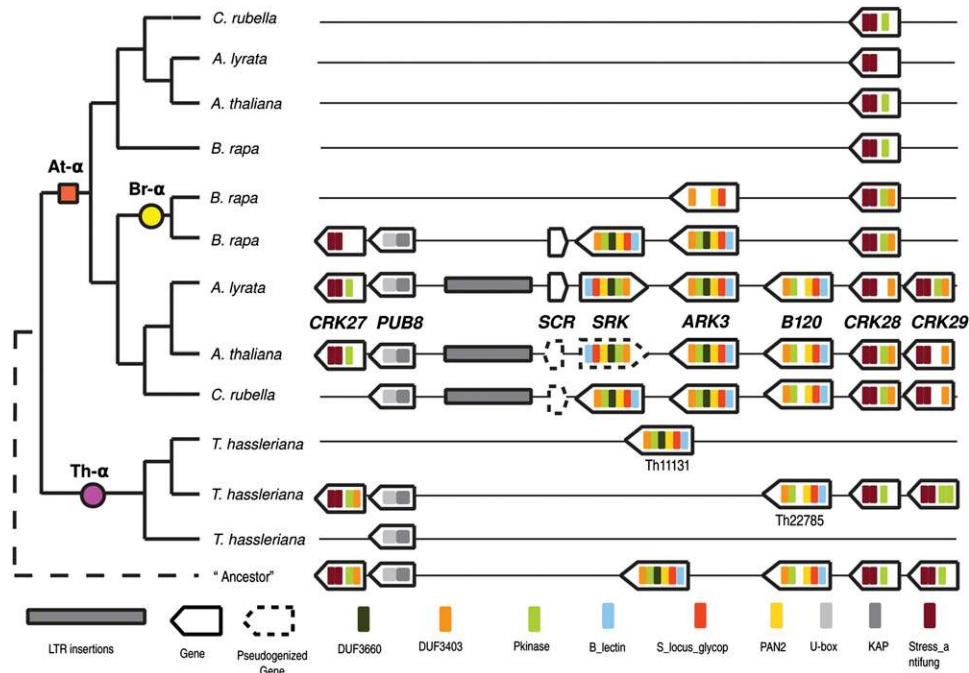 C. rubella
A. lyrata
A. thaliana
At-α
B. rapa
Br-α
B. rapa
B. rapa
A. lyrata
CRK27 PUB8 SCR SRK ARK3 B120 CRK28 CRK29
A. thaliana
C. rubella
T. hassleriana
Th11131
Th-α
T. hassleriana
Th22785
T. hassleriana
“ Ancestor”
LTR insertions
Gene
Pseudogenized
Gene
DUF3660
DUF3403
Pkinase
B_lectin
S_locus_glycop
PAN2
U-box
KAP
Stress_a
ntifung